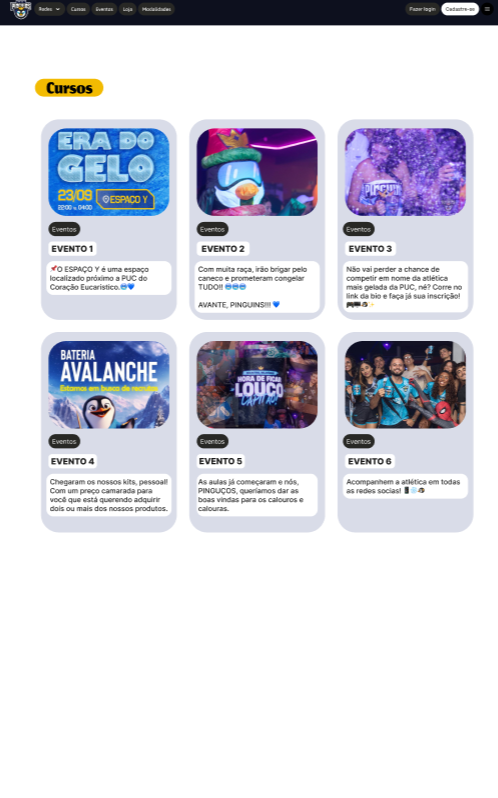 Redes
Cursos
Eventos
Loja
Modalidades
Fazer login
Cadastre-se
Cursos
ERA DO
GELO
23/09
22:00 às 04:00
ESPAÇO Y
Eventos
EVENTO 1
📌O ESPAÇO Y é uma espaço
localizado próximo a PUC do
Coração Eucarístico.🥶💙
Eventos
EVENTO 2
Com muita raça, irão brigar pelo
caneco e prometeram congelar
TUDO!! 🥶🥶🥶
AVANTE, PINGUINS!!! 💙
Eventos
EVENTO 3
Não vai perder a chance de
competir em nome da atlética
mais gelada da PUC, né? Corre no
link da bio e faça já sua inscrição!
BATERIA
AVALANCHE
Estamos em busca de recrutas
Eventos
EVENTO 4
Chegaram os nossos kits, pessoal!
Com um preço camarada para
você que está querendo adquirir
dois ou mais dos nossos produtos.
HORA DE FICAR
LOUCO
Eventos
EVENTO 5
As aulas já começaram e nós,
PINGUÇOS, queríamos dar as
boas vindas para os calouros e
calouras.
Eventos
EVENTO 6
Acompanhem a atlética em todas
as redes socias!